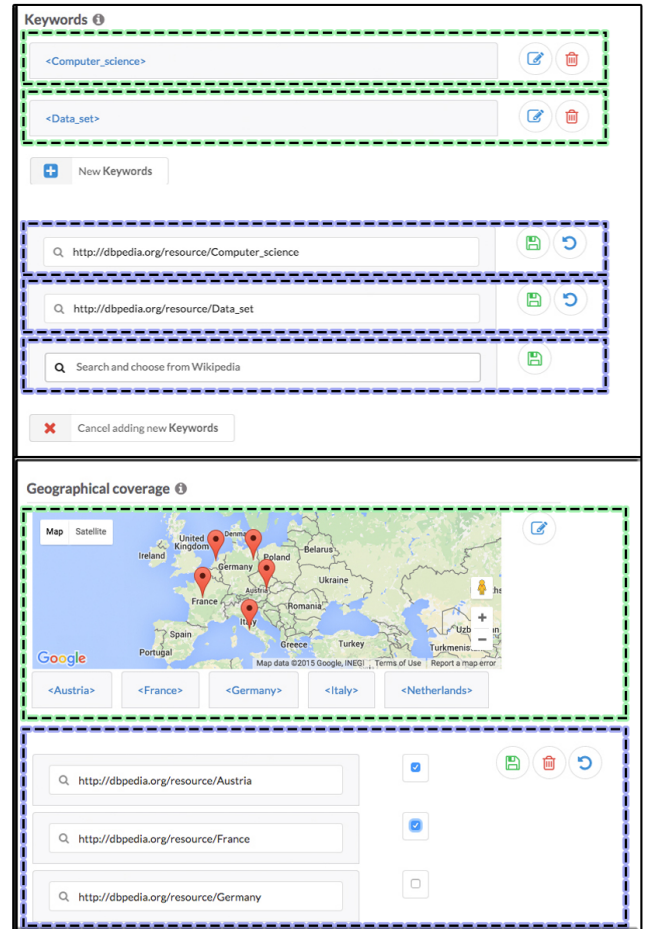 Keywords
<Computer_science>
<Data_set>
New Keywords
http://dbpedia.org/resource/Computer_science
http://dbpedia.org/resource/Data_set
Search and choose from Wikipedia
Cancel adding new Keywords
Geographical coverage
Map Satellite
United Kingdom
Ireland
Poland
Belarus
Germany
Ukraine
France
Austria
Romania
Italy
Spain
Portugal
Greece
Turkey
Google
Map data ©2015 Google, INEGI
Terms of Use
Report a map error
<Austria> <France> <Germany> <Italy> <Netherlands>
http://dbpedia.org/resource/Austria
http://dbpedia.org/resource/France
http://dbpedia.org/resource/Germany